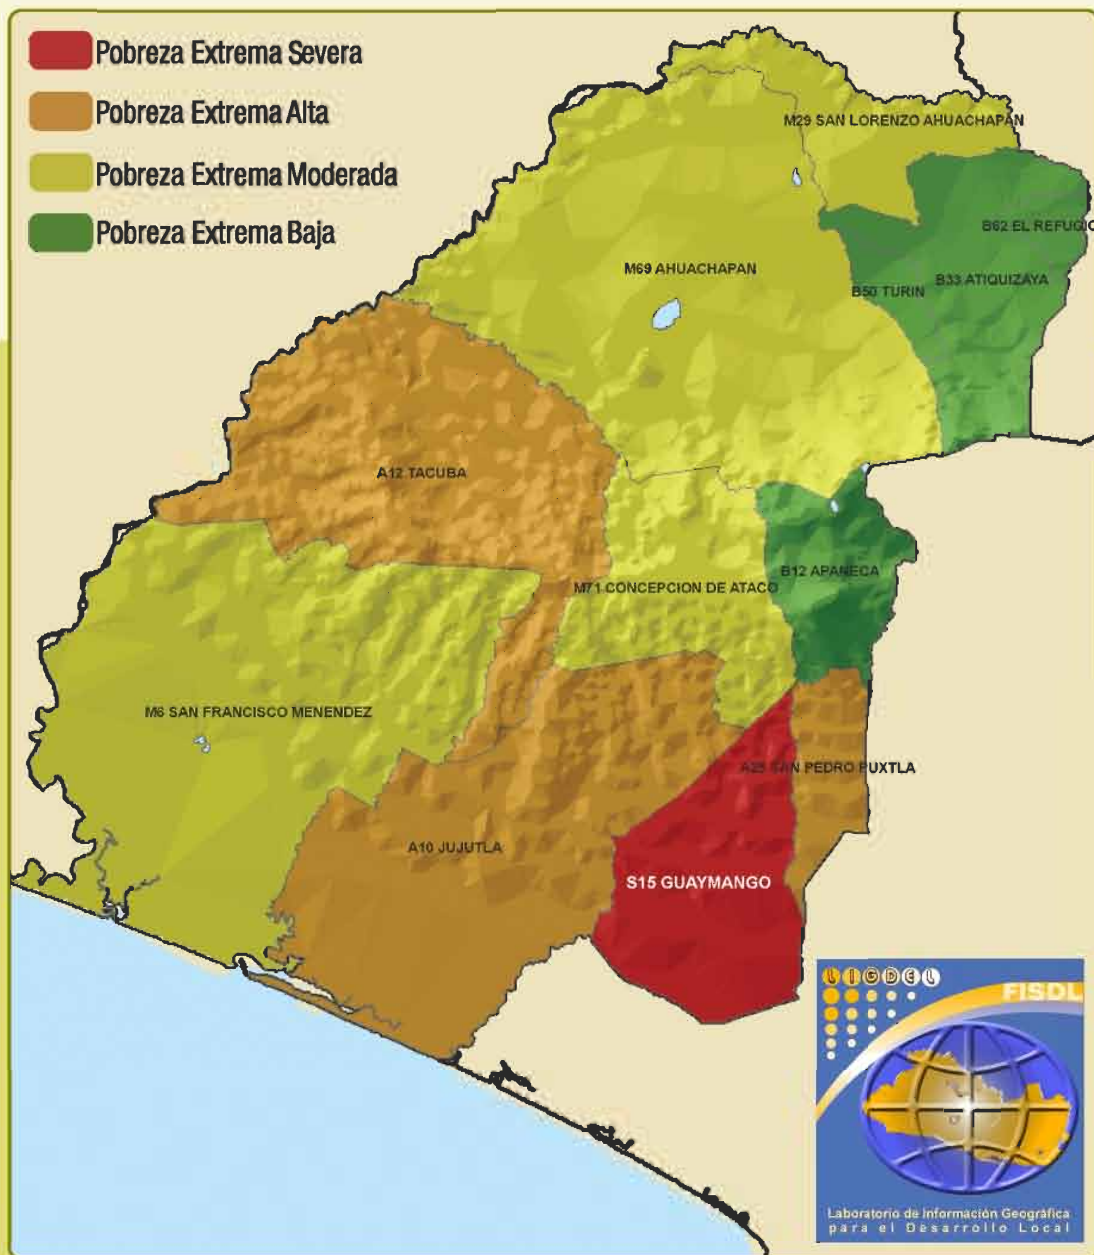 Pobreza Extrema Severa
Pobreza Extrema Alta
Pobreza Extrema Moderada
Pobreza Extrema Baja
M29 SAN LORENZO AHUACHAPAN
B62 EL REFUGIO
M69 AHUACHAPAN
B33 ATIQUIZAYA
B50 TURIN
A12 TACUBA
B12 APANECA
M71 CONCEPCION DE ATACO
M6 SAN FRANCISCO MENENDEZ
A25 SAN PEDRO PUXTLA
A10 JUJUTLA
S15 GUAYMANGO
LIGDEL
FISDL
Laboratorio de Información Geográfica
para el Desarrollo Local